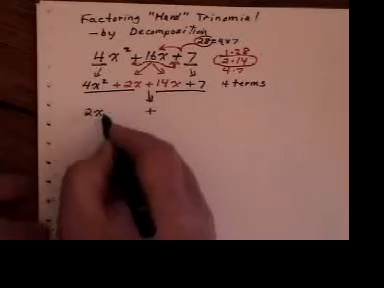 Factoring "Hard" Trinomial
- by Decomposition
28 = 4×7
4x² + 16x + 7
1·28
2·14
4·7
4x² + 2x + 14x + 7 4 terms
2x +